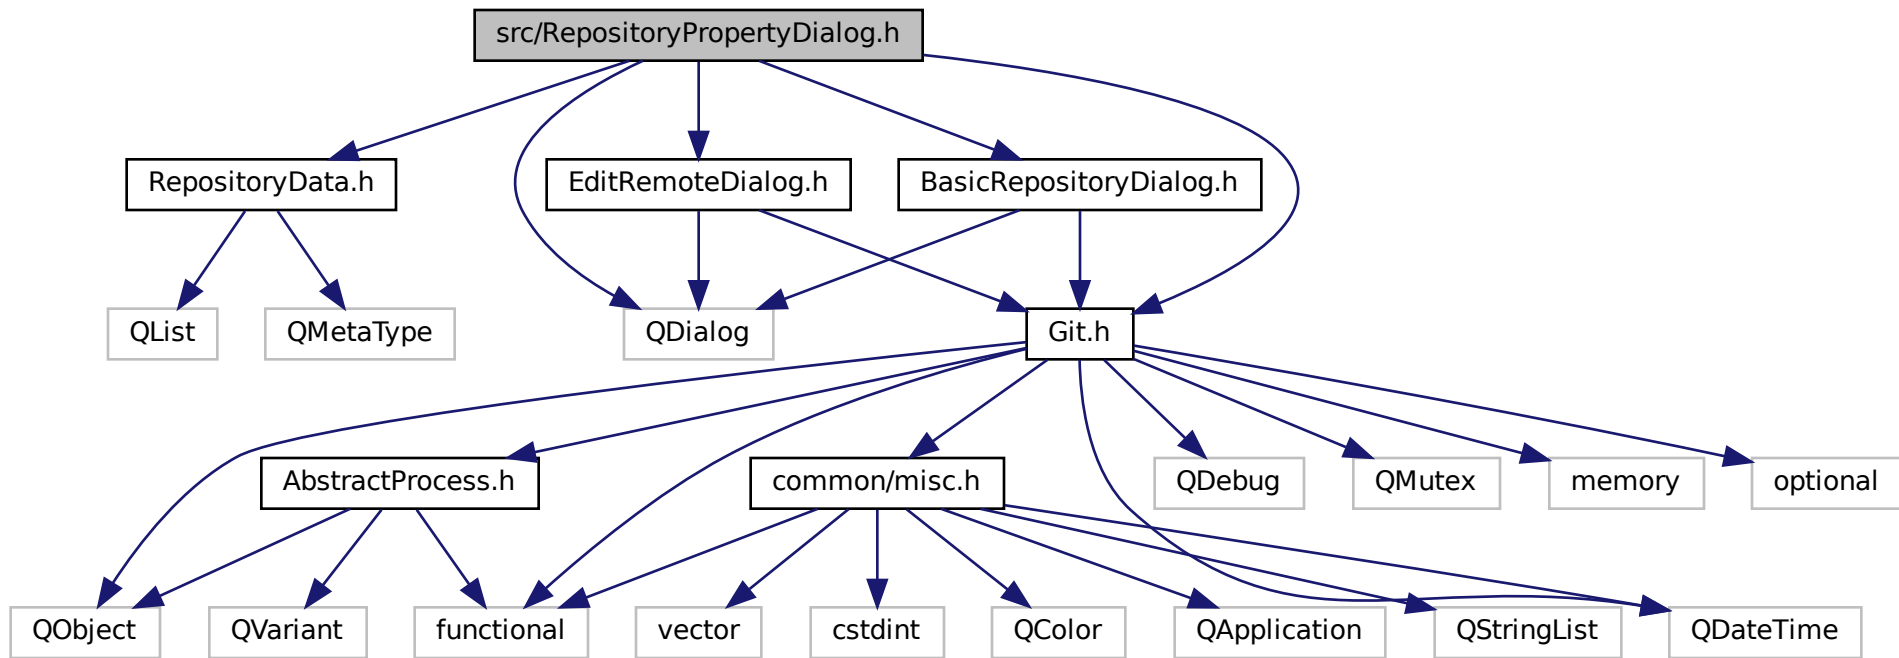 src/RepositoryPropertyDialog.h
RepositoryData.h
EditRemoteDialog.h
BasicRepositoryDialog.h
QList
QMetaType
QDialog
Git.h
AbstractProcess.h
common/misc.h
QDebug
QMutex
memory
optional
QObject
QVariant
functional
vector
cstdint
QColor
QApplication
QStringList
QDateTime